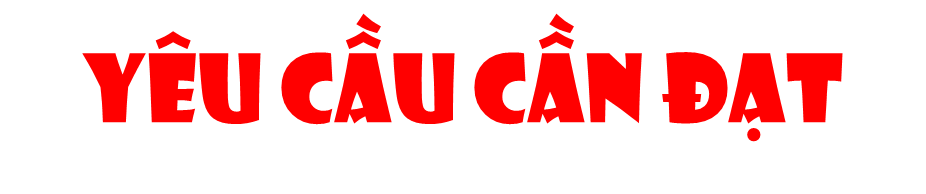 YÊU CẦU CẦN ĐẠT